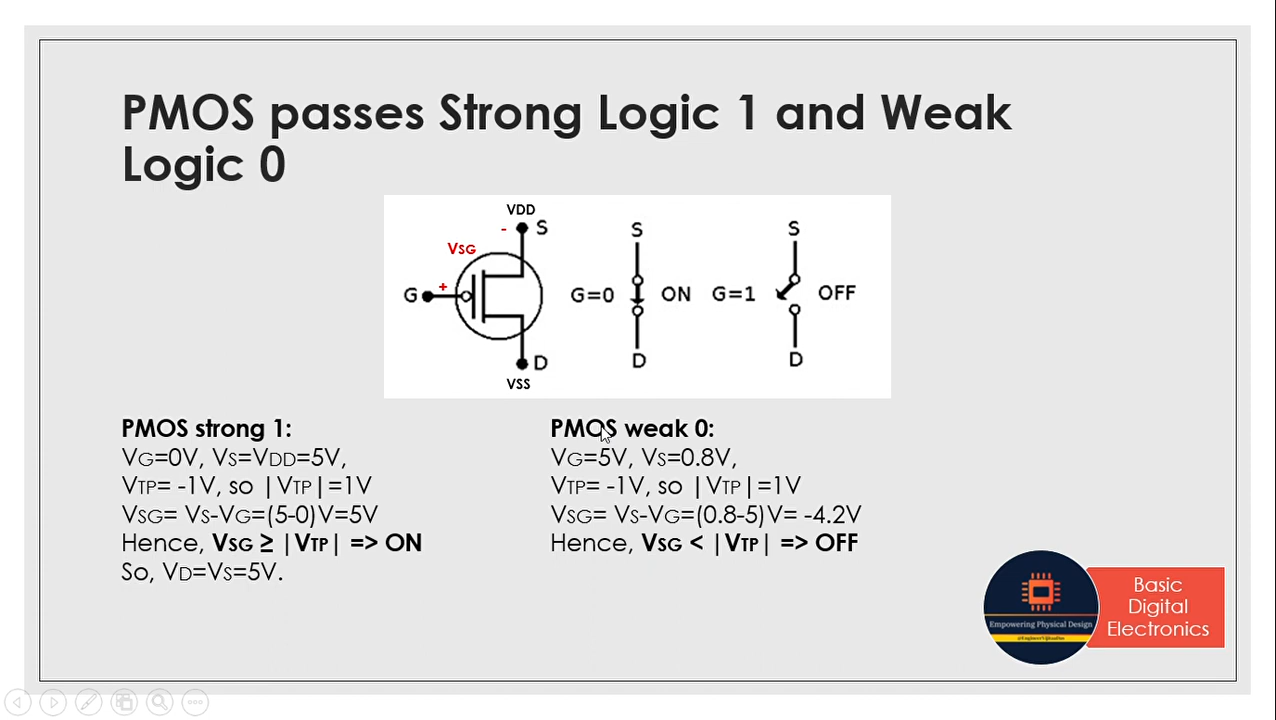 PMOS passes Strong Logic 1 and Weak
Logic 0
VDD
- S
VSG
+
G
D
VSS
S
G=0 ON
D
S
G=1 OFF
D
PMOS strong 1:
VG=0V, VS=VDD=5V,
VTP= -1V, so |VTP|=1V
VSG= VS-VG=(5-0)V=5V
Hence, VSG ≥ |VTP| => ON
So, VD=VS=5V.
PMOS weak 0:
VG=5V, VS=0.8V,
VTP= -1V, so |VTP|=1V
VSG= VS-VG=(0.8-5)V= -4.2V
Hence, VSG < |VTP| => OFF
Empowering Physical Design
Basic
Digital
Electronics